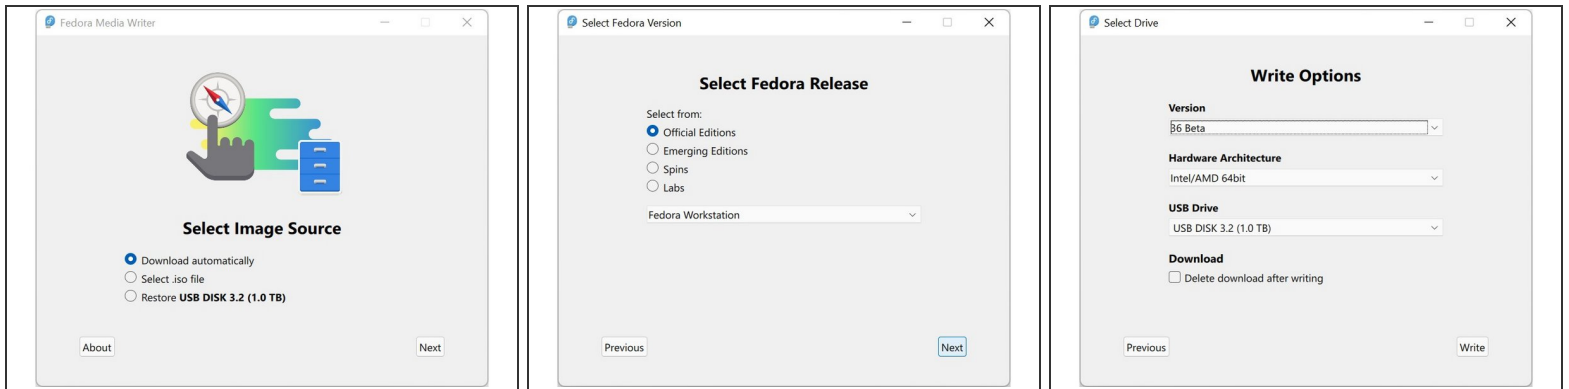 Fedora Media Writer
Select Image Source
Download automatically
Select .iso file
Restore USB DISK 3.2 (1.0 TB)
About
Next
Select Fedora Version
Select Fedora Release
Select from:
Official Editions
Emerging Editions
Spins
Labs
Fedora Workstation
Previous
Next
Select Drive
Write Options
Version
36 Beta
Hardware Architecture
Intel/AMD 64bit
USB Drive
USB DISK 3.2 (1.0 TB)
Download
Delete download after writing
Previous
Write